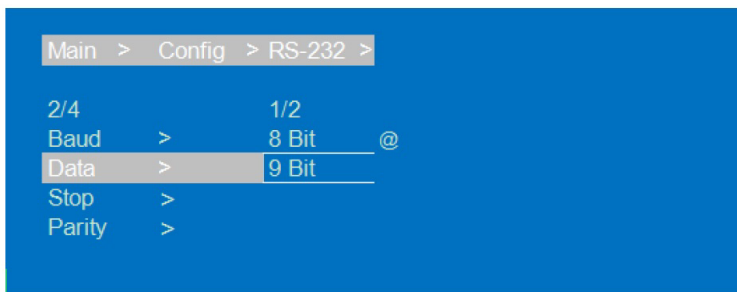 Main > Config > RS-232 >
2/4 1/2
Baud > 8 Bit @
Data > 9 Bit
Stop >
Parity >